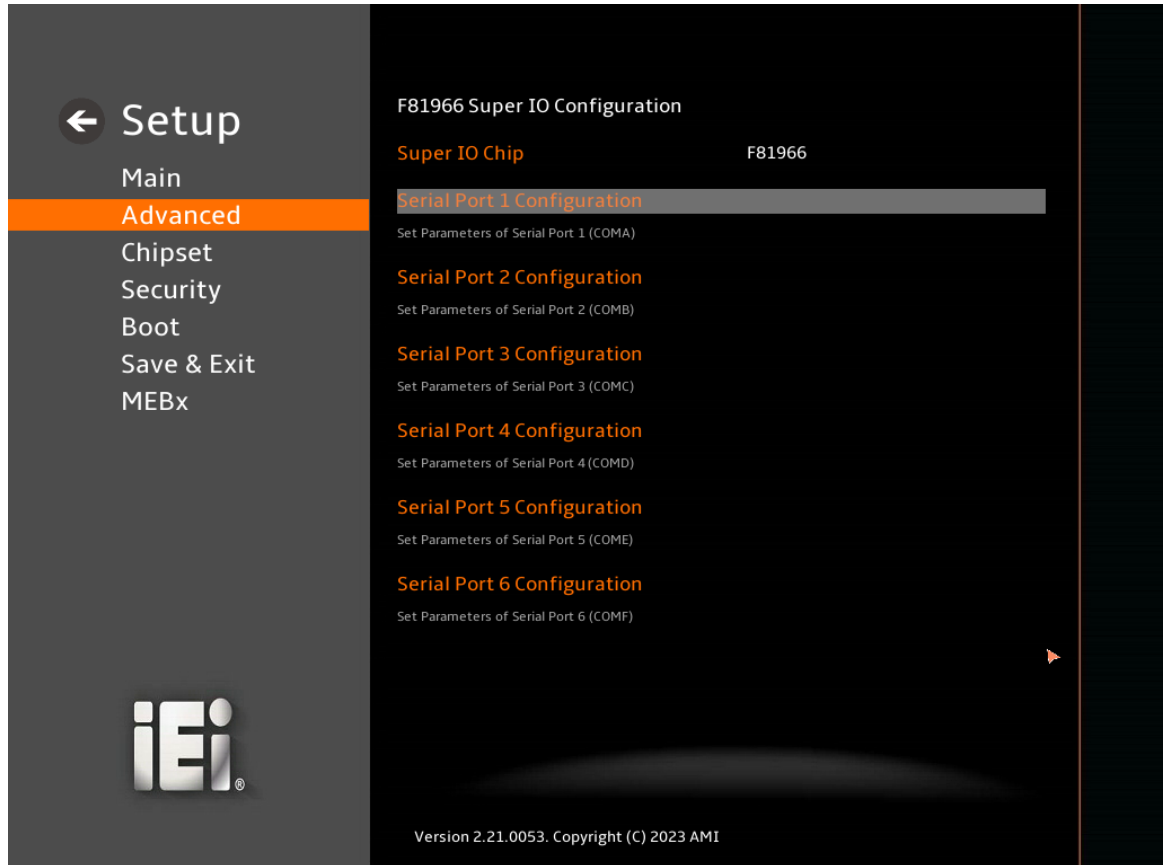 Setup
Main
Advanced
Chipset
Security
Boot
Save & Exit
MEBx
iEi®
F81966 Super IO Configuration
Super IO Chip F81966
Serial Port 1 Configuration
Set Parameters of Serial Port 1 (COMA)
Serial Port 2 Configuration
Set Parameters of Serial Port 2 (COMB)
Serial Port 3 Configuration
Set Parameters of Serial Port 3 (COMC)
Serial Port 4 Configuration
Set Parameters of Serial Port 4 (COMD)
Serial Port 5 Configuration
Set Parameters of Serial Port 5 (COME)
Serial Port 6 Configuration
Set Parameters of Serial Port 6 (COMF)
Version 2.21.0053. Copyright (C) 2023 AMI